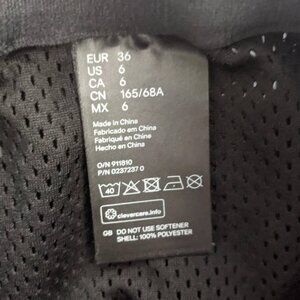 EUR 36
US 6
CA 6
CN 165/68A
MX 6
Made in China
Fabricado em China
Fabriqué en China
Hecho en China
O/N 911810
P/N 0237237 0
40
clevercare.info
GB DO NOT USE SOFTENER
SHELL: 100% POLYESTER